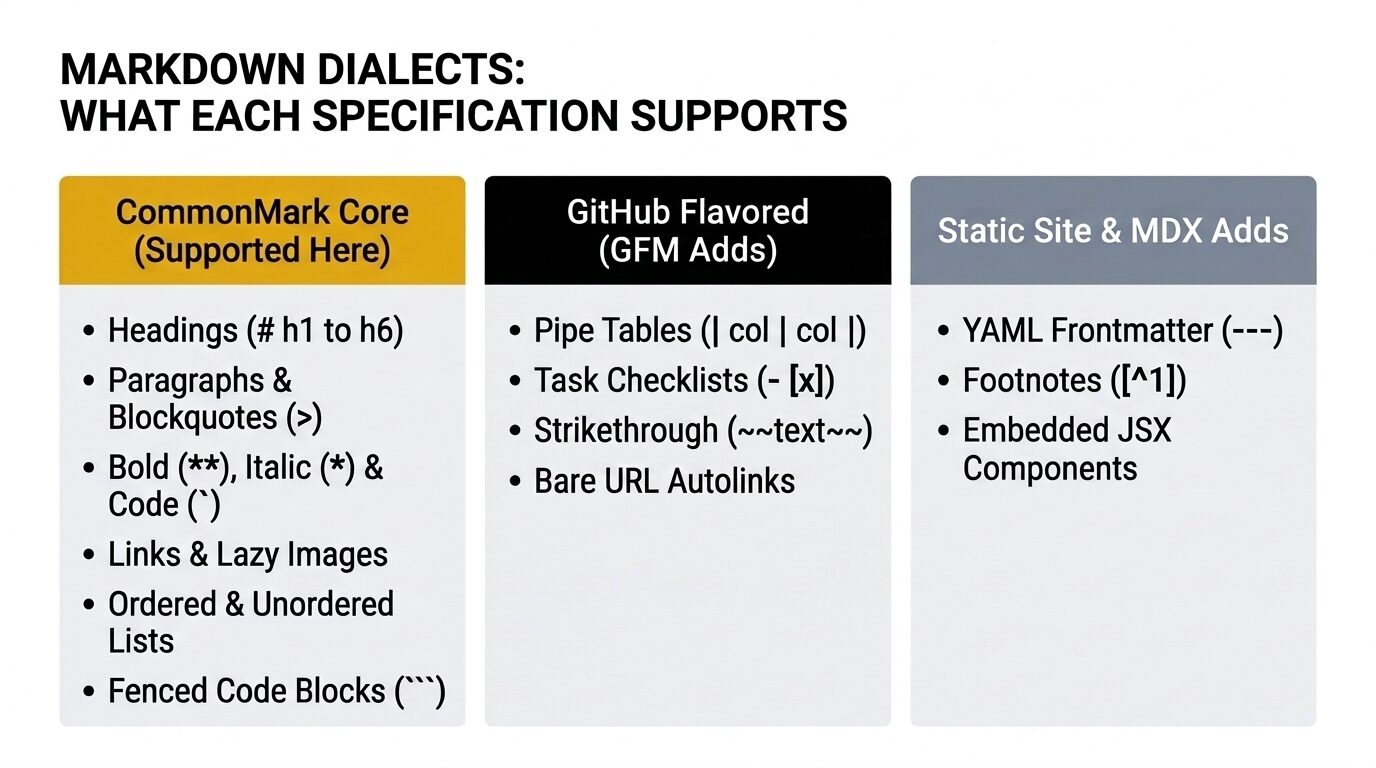 MARKDOWN DIALECTS:
WHAT EACH SPECIFICATION SUPPORTS
CommonMark Core
(Supported Here)
• Headings (# h1 to h6)
• Paragraphs &
Blockquotes (>)
• Bold (**), Italic (*) &
Code (`)
• Links & Lazy Images
• Ordered & Unordered
Lists
• Fenced Code Blocks (```)
GitHub Flavored
(GFM Adds)
• Pipe Tables (| col | col |)
• Task Checklists (- [x])
• Strikethrough (~~text~~)
• Bare URL Autolinks
Static Site & MDX Adds
• YAML Frontmatter (---)
• Footnotes ([^1])
• Embedded JSX
Components